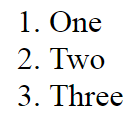 1. One
2. Two
3. Three